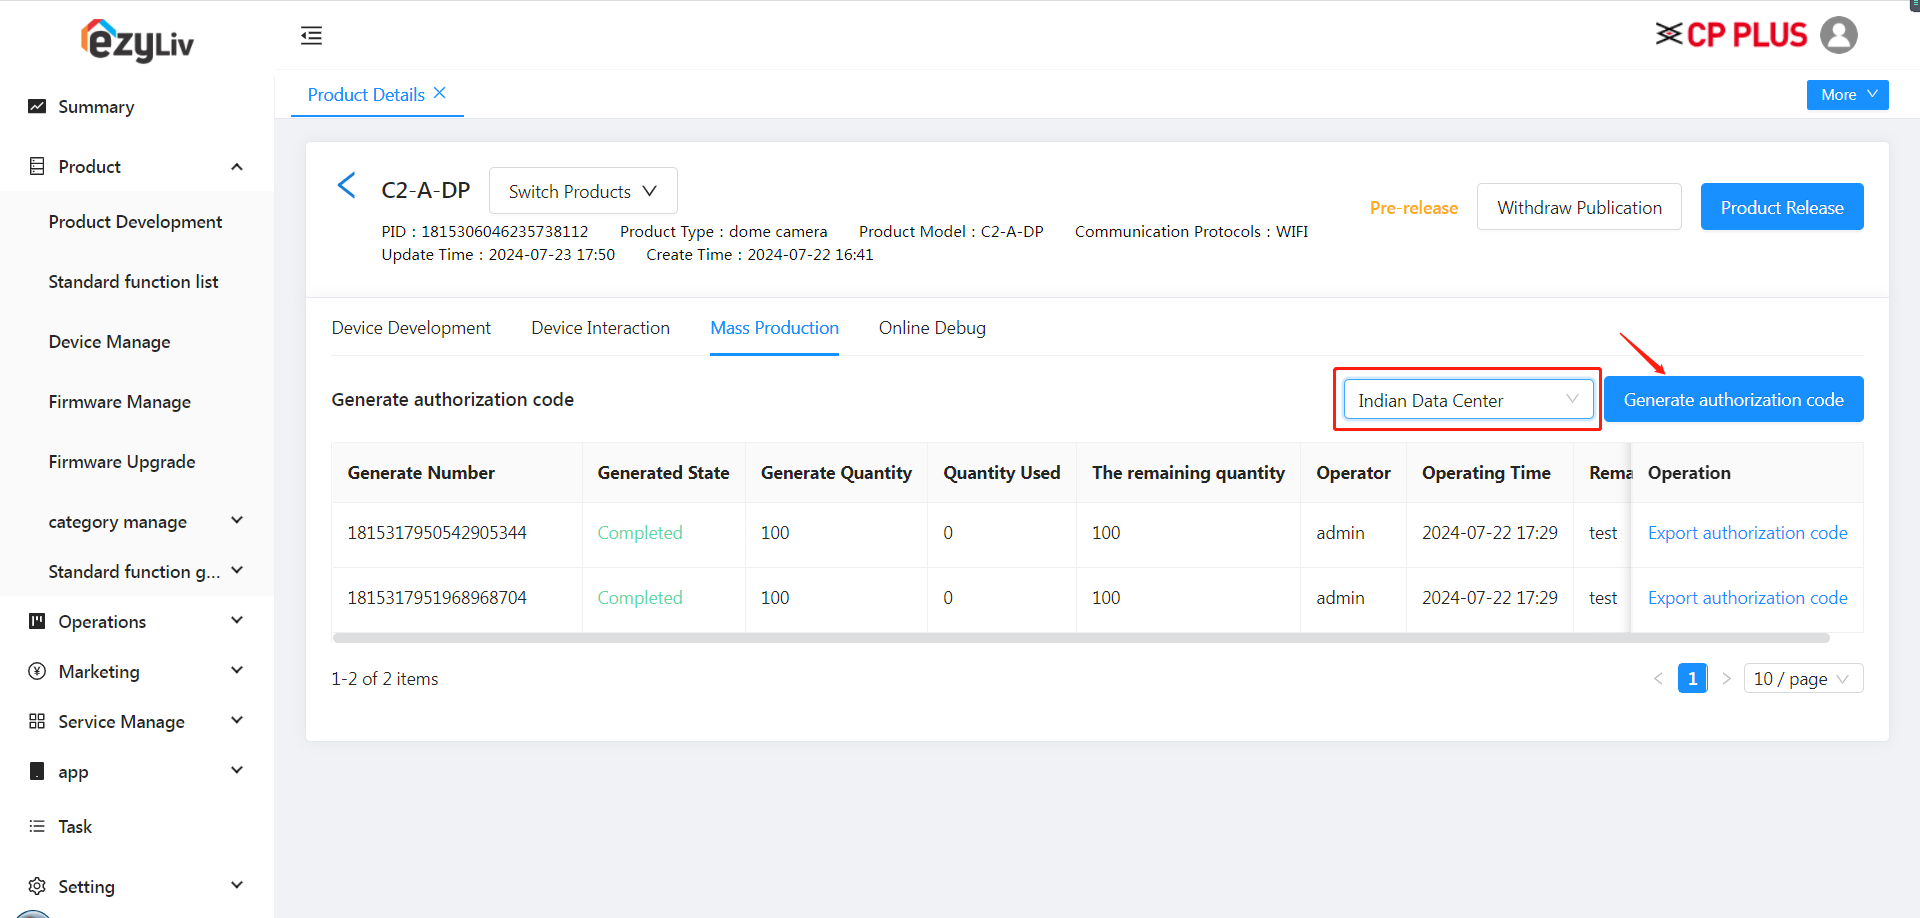 ezyLiv
CP PLUS
Summary
Product
Product Development
Standard function list
Device Manage
Firmware Manage
Firmware Upgrade
category manage
Standard function g...
Operations
Marketing
Service Manage
app
Task
Setting
Product Details
More
C2-A-DP
Switch Products
Pre-release
Withdraw Publication
Product Release
PID : 1815306046235738112 Product Type : dome camera Product Model : C2-A-DP Communication Protocols : WIFI
Update Time : 2024-07-23 17:50 Create Time : 2024-07-22 16:41
Device Development Device Interaction Mass Production Online Debug
Generate authorization code
Indian Data Center
Generate authorization code
Generate Number Generated State Generate Quantity Quantity Used The remaining quantity Operator Operating Time Rema Operation
1815317950542905344 Completed 100 0 100 admin 2024-07-22 17:29 test Export authorization code
1815317951968968704 Completed 100 0 100 admin 2024-07-22 17:29 test Export authorization code
1-2 of 2 items
1
10 / page